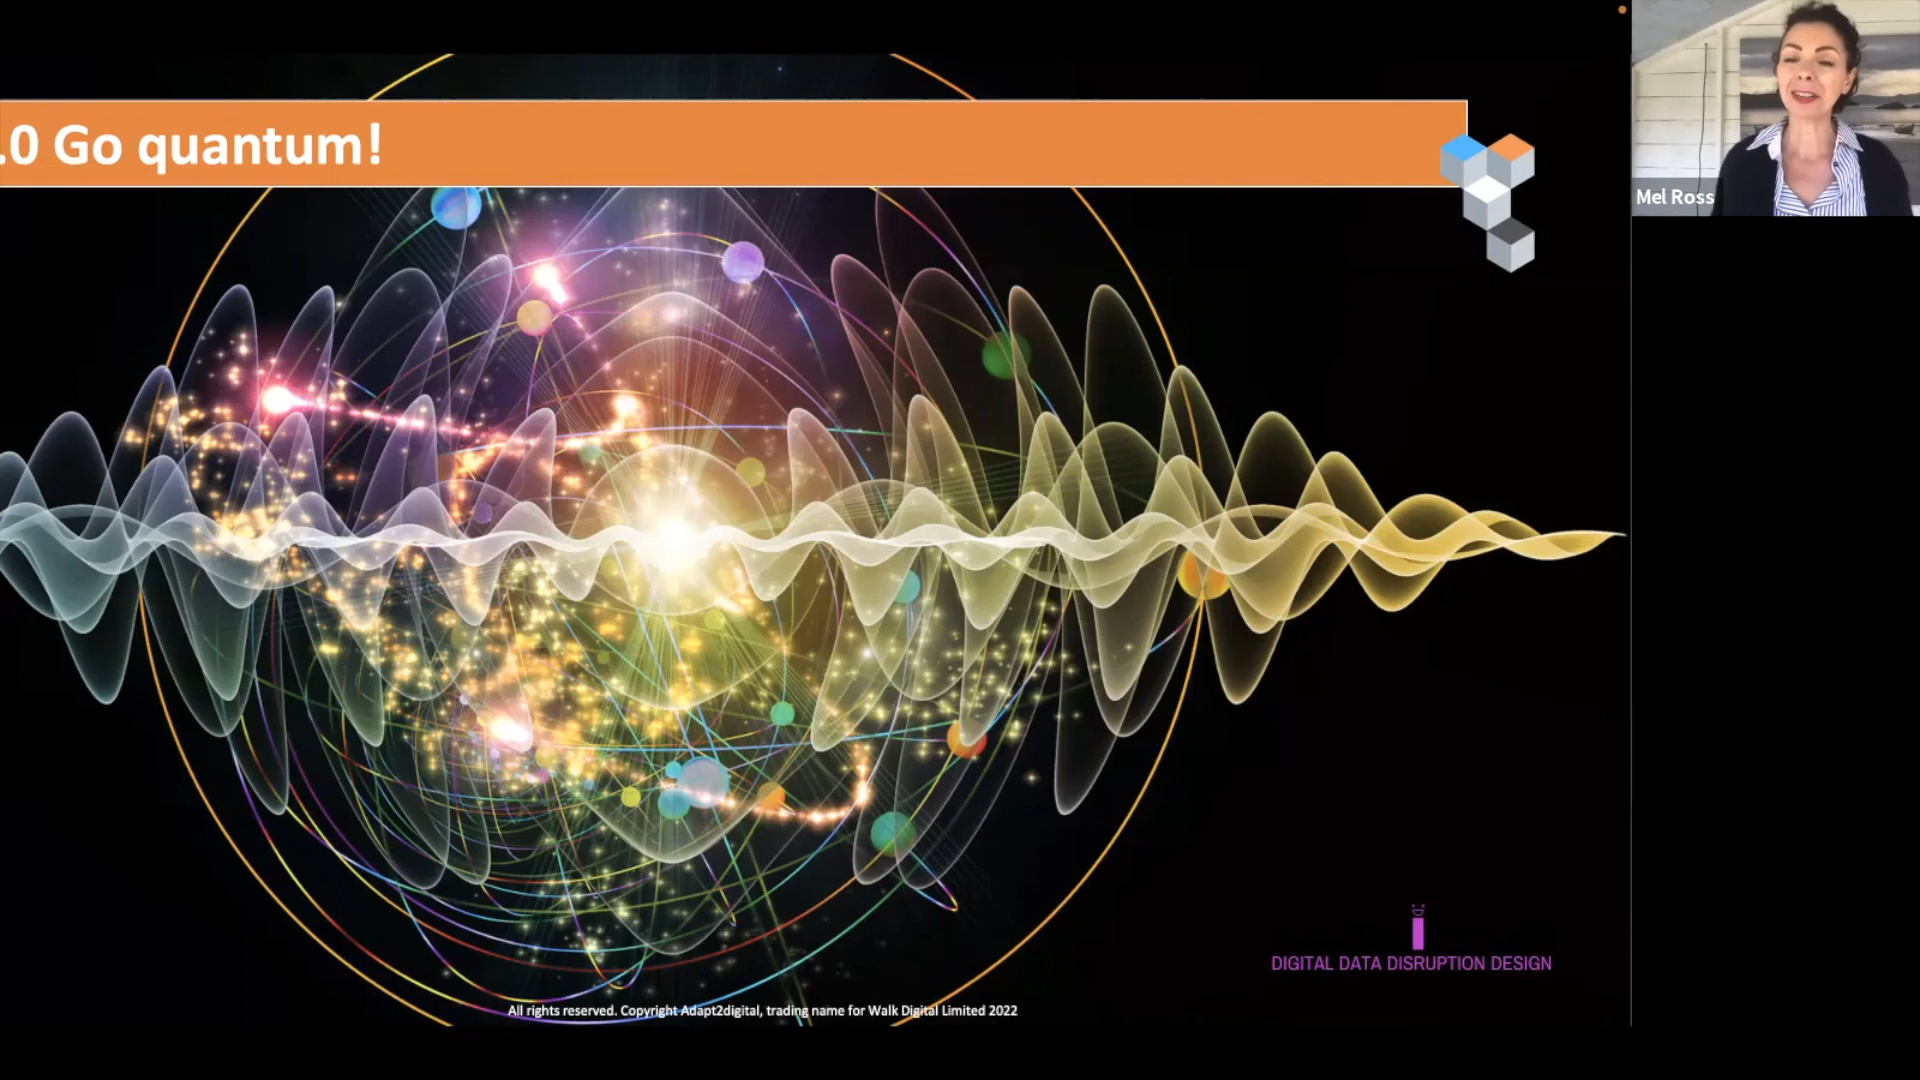 .0 Go quantum!
Mel Ross
DIGITAL DATA DISRUPTION DESIGN
All rights reserved. Copyright Adapt2digital, trading name for Walk Digital Limited 2022